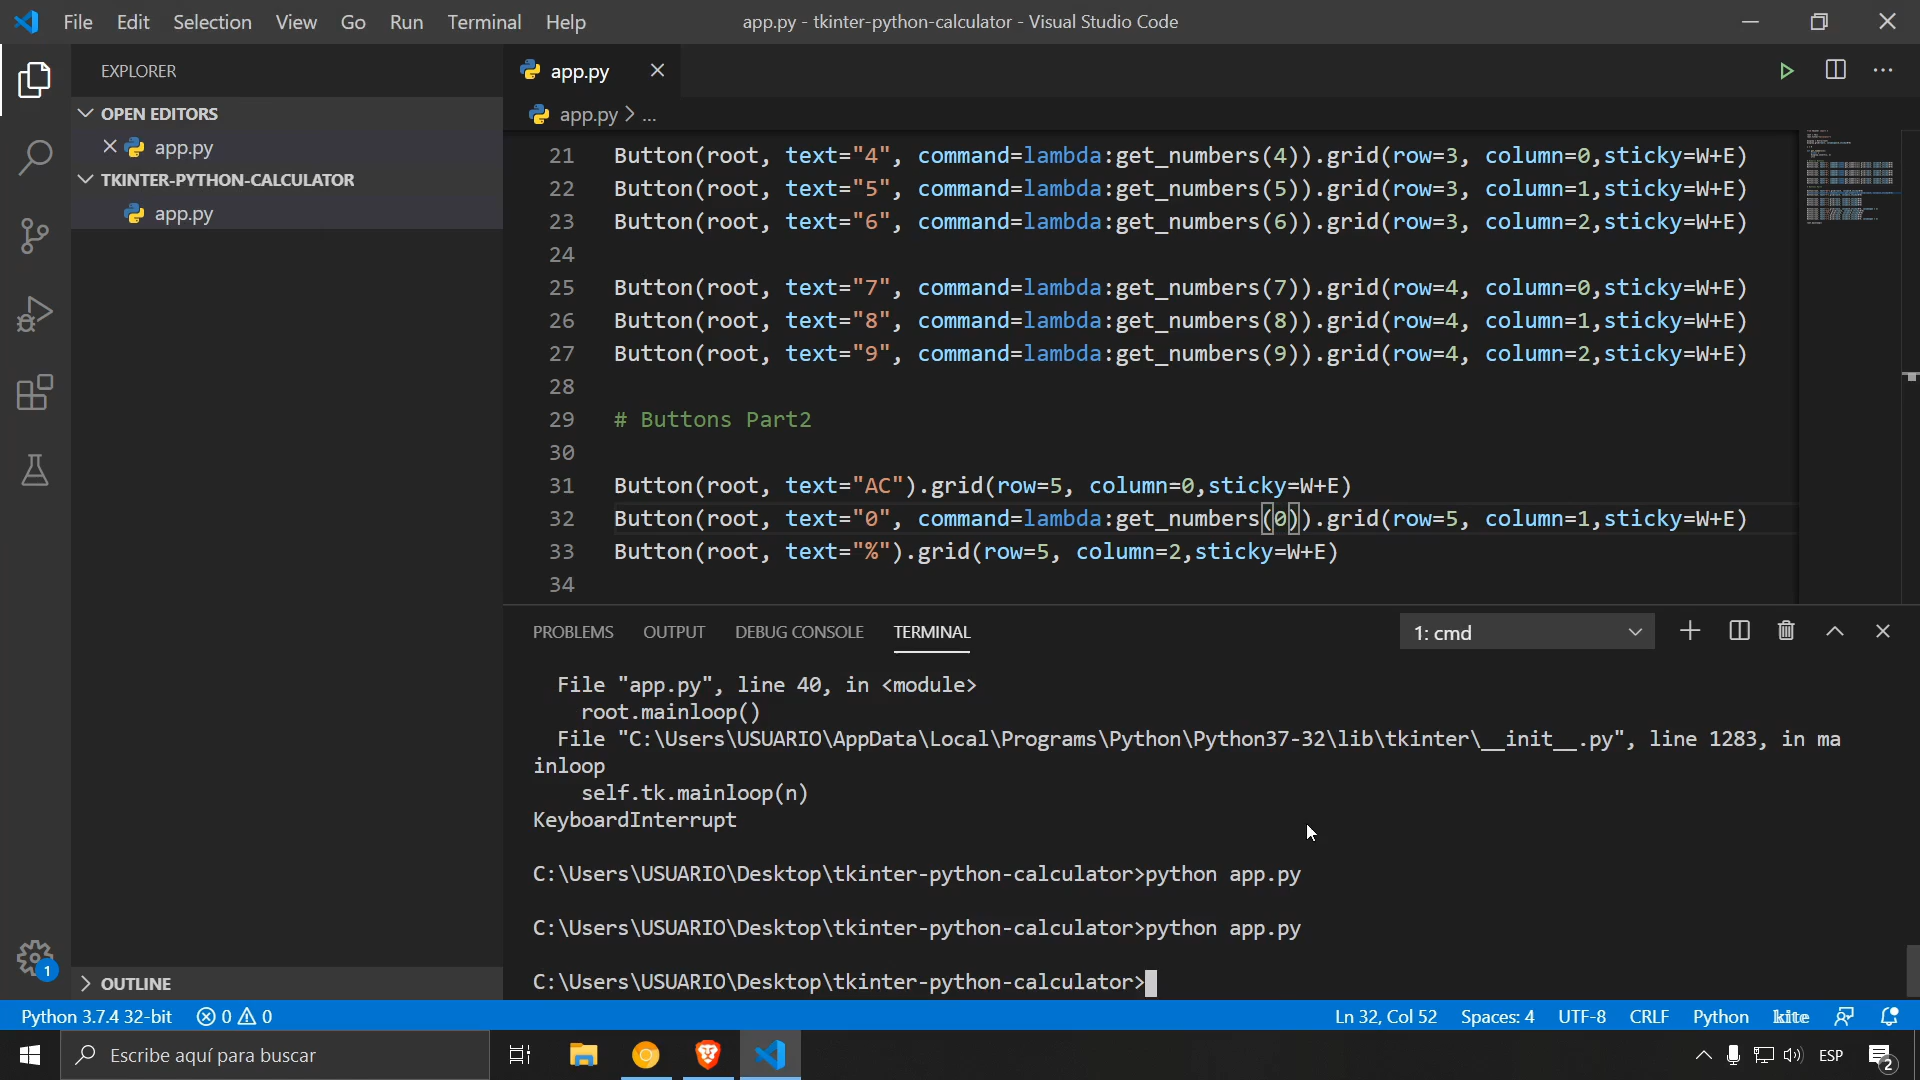 File Edit Selection View Go Run Terminal Help
app.py - tkinter-python-calculator - Visual Studio Code
EXPLORER
OPEN EDITORS
app.py
TKINTER-PYTHON-CALCULATOR
app.py
OUTLINE
1
app.py
app.py > ...
21 Button(root, text="4", command=lambda:get_numbers(4)).grid(row=3, column=0,sticky=W+E)
22 Button(root, text="5", command=lambda:get_numbers(5)).grid(row=3, column=1,sticky=W+E)
23 Button(root, text="6", command=lambda:get_numbers(6)).grid(row=3, column=2,sticky=W+E)
24
25 Button(root, text="7", command=lambda:get_numbers(7)).grid(row=4, column=0,sticky=W+E)
26 Button(root, text="8", command=lambda:get_numbers(8)).grid(row=4, column=1,sticky=W+E)
27 Button(root, text="9", command=lambda:get_numbers(9)).grid(row=4, column=2,sticky=W+E)
28
29 # Buttons Part2
30
31 Button(root, text="AC").grid(row=5, column=0,sticky=W+E)
32 Button(root, text="0", command=lambda:get_numbers(0)).grid(row=5, column=1,sticky=W+E)
33 Button(root, text="%").grid(row=5, column=2,sticky=W+E)
34
PROBLEMS OUTPUT DEBUG CONSOLE TERMINAL
1: cmd
File "app.py", line 40, in <module>
root.mainloop()
File "C:\Users\USUARIO\AppData\Local\Programs\Python\Python37-32\lib\tkinter\__init__.py", line 1283, in ma
inloop
self.tk.mainloop(n)
KeyboardInterrupt
C:\Users\USUARIO\Desktop\tkinter-python-calculator>python app.py
C:\Users\USUARIO\Desktop\tkinter-python-calculator>python app.py
C:\Users\USUARIO\Desktop\tkinter-python-calculator>
Python 3.7.4 32-bit 0 0
Ln 32, Col 52 Spaces: 4 UTF-8 CRLF Python kite
Escribe aquí para buscar
ESP
2